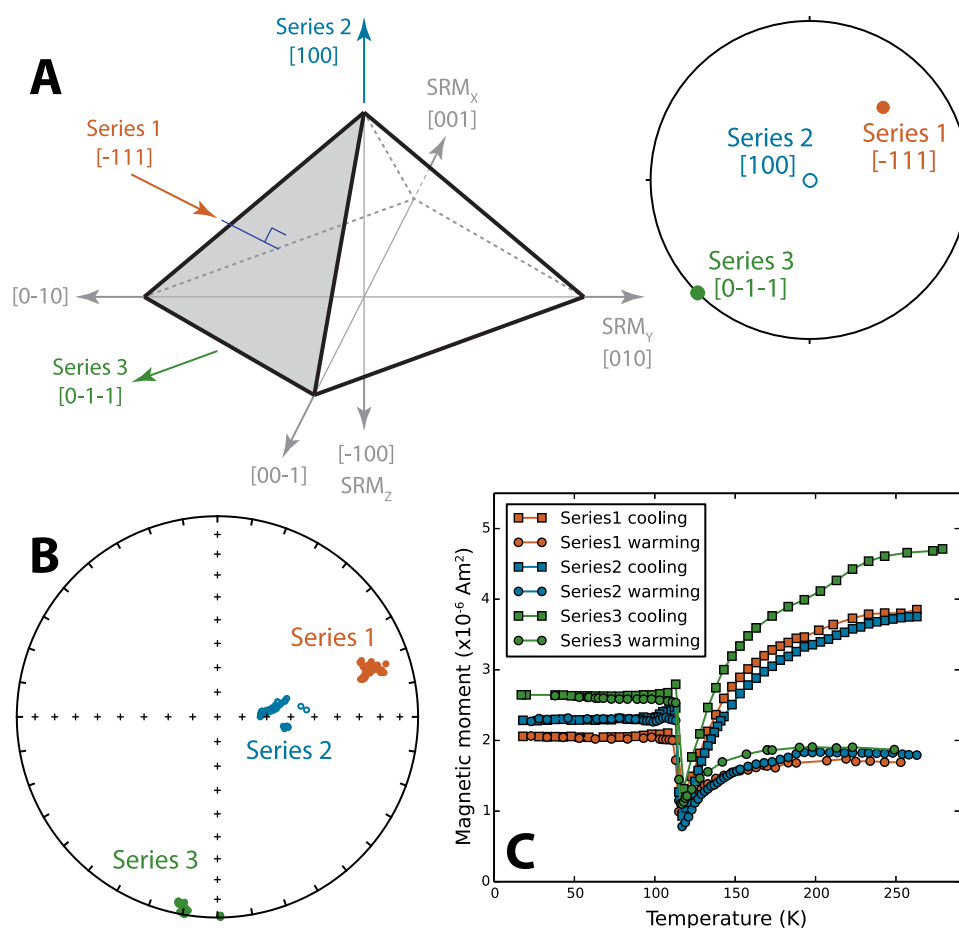 A
Series 2
[100]
SRMX
[001]
Series 1
[-111]
[0-10]
SRMY
[010]
Series 3
[0-1-1]
[00-1]
[-100]
SRMZ
Series 2
[100]
Series 1
[-111]
Series 3
[0-1-1]
B
Series 1
Series 2
Series 3
Series1 cooling
Series1 warming
Series2 cooling
Series2 warming
Series3 cooling
Series3 warming
5
4
3
2
1
0
Magnetic moment (x10-6 Am2)
0 50 100 150 200 250
Temperature (K)
C